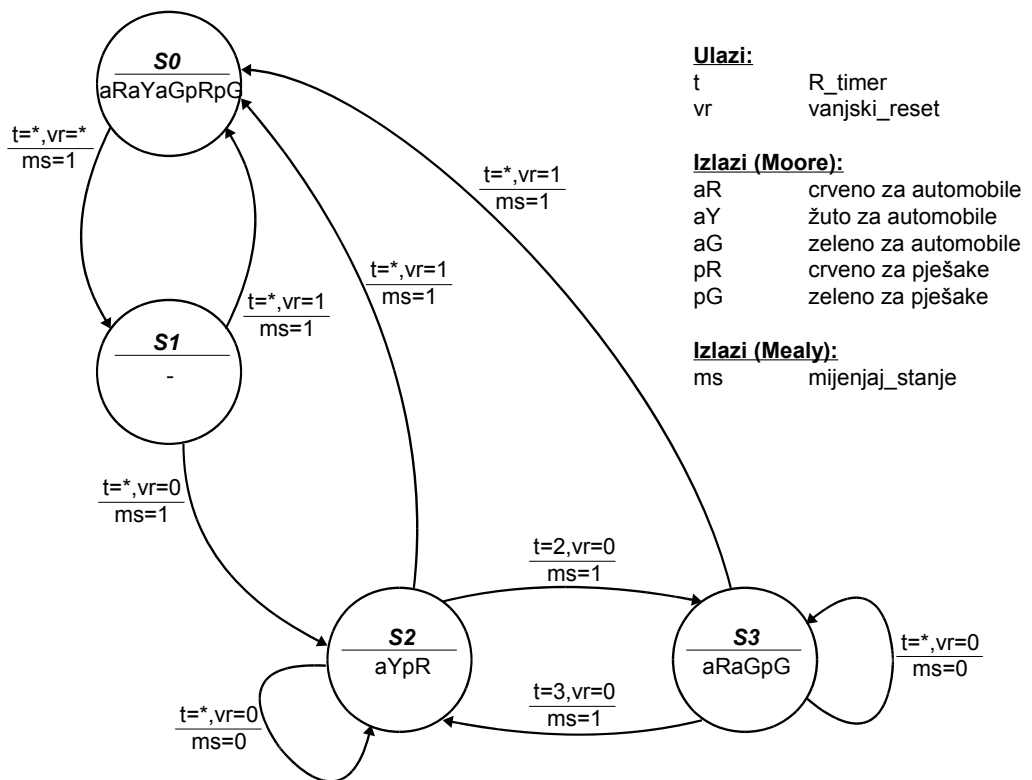 S0
aRaYaGpRpG
t=*,vr=*
ms=1
t=*,vr=1
ms=1
t=*,vr=1
ms=1
t=*,vr=1
ms=1
S1
-
t=*,vr=0
ms=1
t=2,vr=0
ms=1
S2
aYpR
S3
aRaGpG
t=*,vr=0
ms=0
t=3,vr=0
ms=1
t=*,vr=0
ms=0
Ulazi:
t R_timer
vr vanjski_reset
Izlazi (Moore):
aR crveno za automobile
aY žuto za automobile
aG zeleno za automobile
pR crveno za pješake
pG zeleno za pješake
Izlazi (Mealy):
ms mijenjaj_stanje